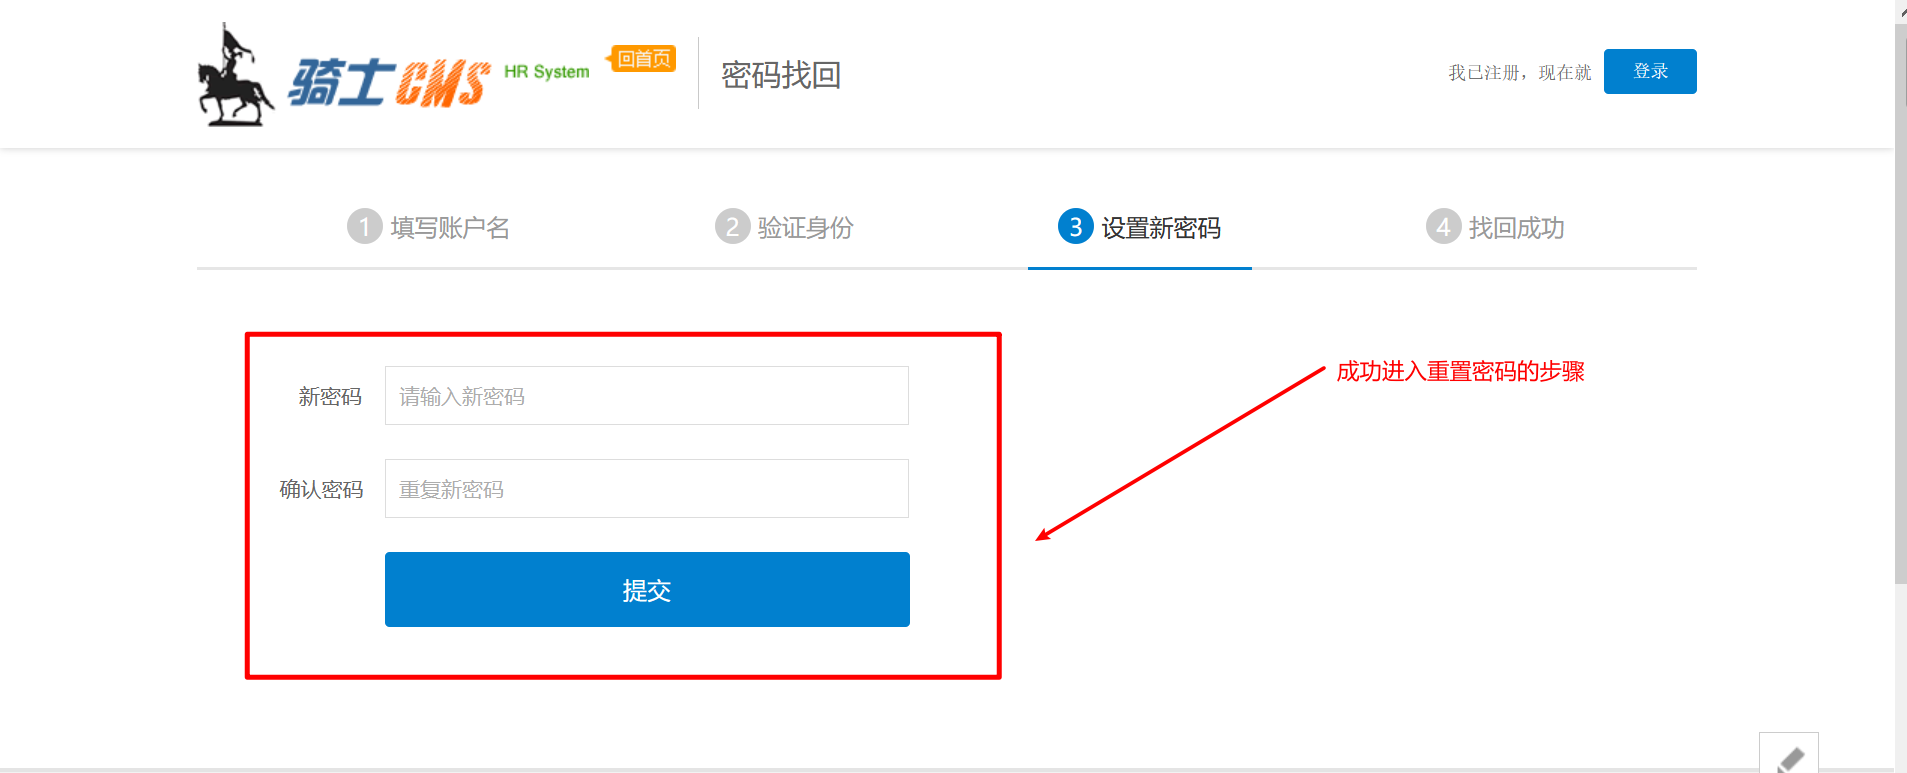 骑士CMS HR System 回首页 密码找回 我已注册，现在就 登录
1 填写账户名 2 验证身份 3 设置新密码 4 找回成功
成功进入重置密码的步骤
新密码 请输入新密码
确认密码 重复新密码
提交